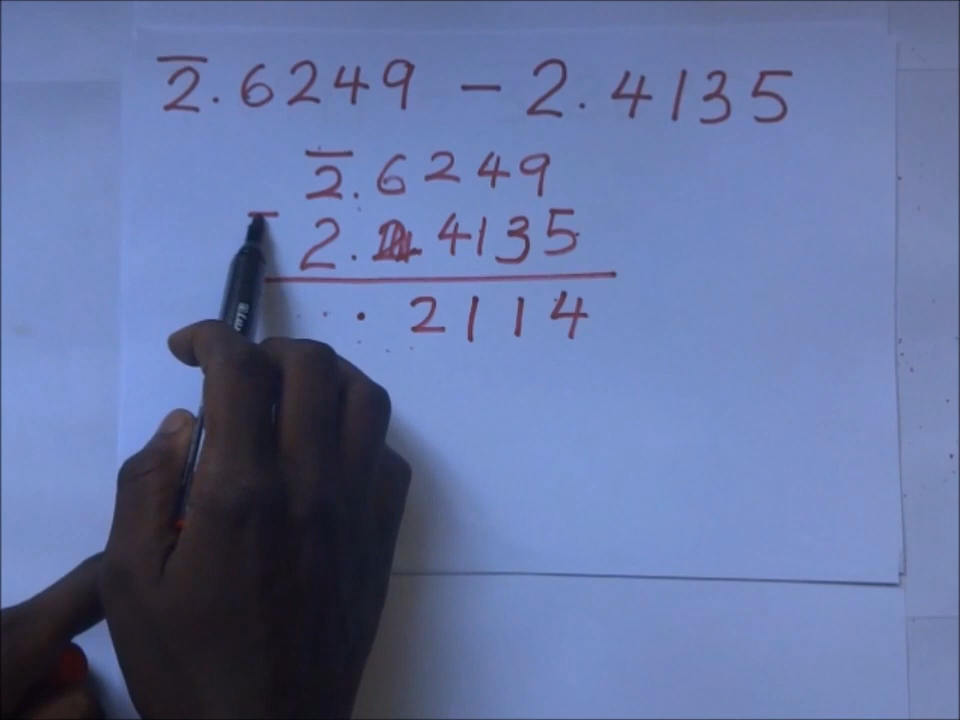 2̅.6249 - 2.4135
2̅.6249
- 2. 4135
.2114